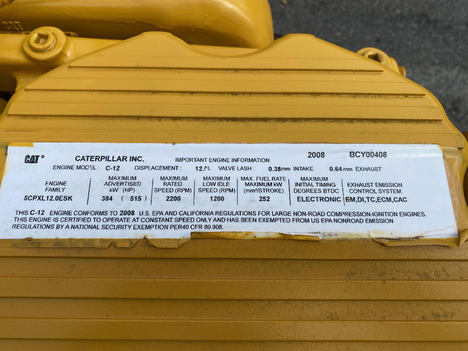 CAT CATERPILLAR INC. IMPORTANT ENGINE INFORMATION 2008 BCY00408
ENGINE MODEL: C-12 DISPLACEMENT: 12.0L VALVE LASH: 0.38mm INTAKE 0.64mm EXHAUST
ENGINE FAMILY MAXIMUM ADVERTISED kW (HP) MAXIMUM RATED SPEED (RPM) MAXIMUM LOW IDLE SPEED (RPM) MAX. FUEL RATE MAXIMUM kW (mm³/STROKE) MAXIMUM INITIAL TIMING DEGREES BTDC EXHAUST EMISSION CONTROL SYSTEM.
5CPXL12.0ESK 384 (515) 2200 1200 252 ELECTRONIC EM,DI,TC,ECM,CAC
THIS C-12 ENGINE CONFORMS TO 2008 U.S. EPA AND CALIFORNIA REGULATIONS FOR LARGE NON-ROAD COMPRESSION-IGNITION ENGINES.
THIS ENGINE IS CERTIFIED TO OPERATE AT CONSTANT SPEED ONLY AND HAS BEEN EXEMPTED FROM US EPA NONROAD EMISSION
REGULATIONS BY A NATIONAL SECURITY EXEMPTION PER40 CFR 89.908.